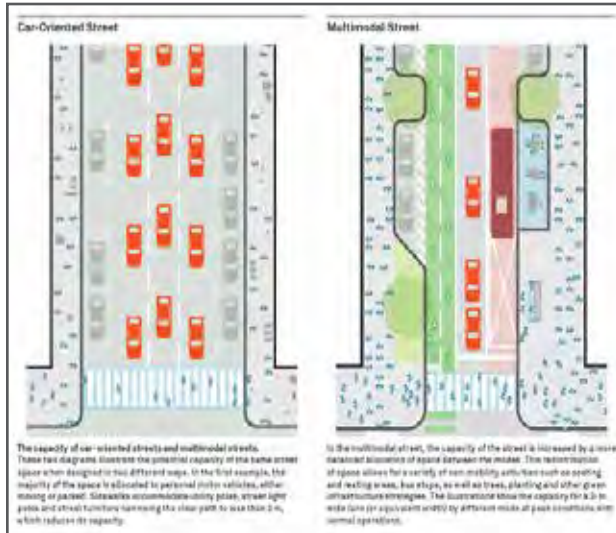 Car-Oriented Street
Multimodal Street
The capacity of car-oriented streets and multimodal streets.
These two diagrams illustrate the potential capacity of the same street
space when designed in two different ways. In the first example, the
majority of the space is allocated to personal motor vehicles, either
moving or parked. Sidewalks accommodate utility poles, street light
poles and street furniture narrowing the clear path to less than 3 m,
which reduces its capacity.
In the multimodal street, the capacity of the street is increased by a more
balanced allocation of space between the modes. This redistribution
of space allows for a variety of non-mobility activities such as seating
and resting areas, bus stops, as well as trees, planting and other green
infrastructure strategies. The illustrations show the capacity for a 3-m
wide lane (or equivalent width) by different mode at peak conditions with
normal operations.